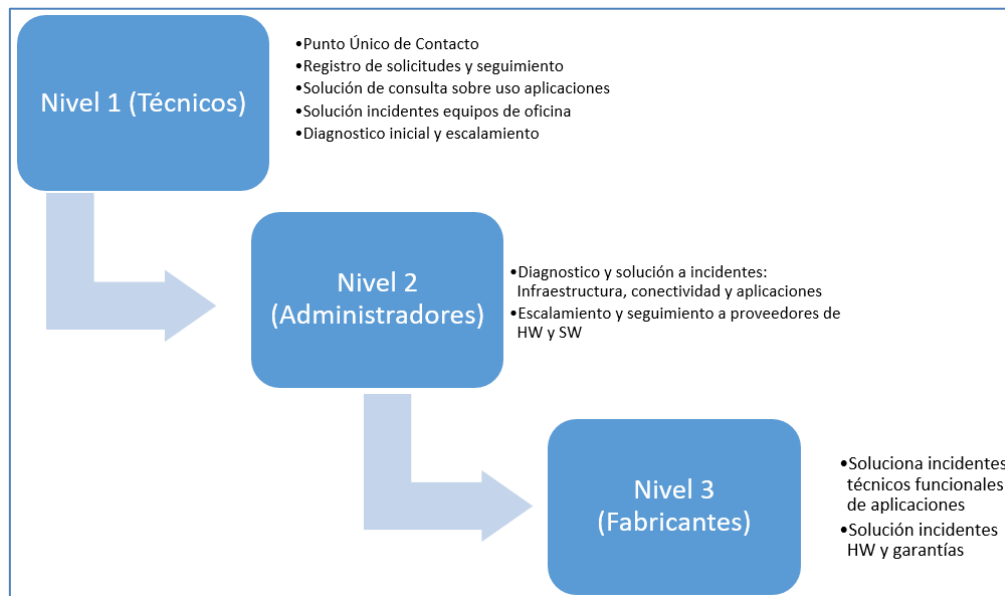 Nivel 1 (Técnicos)
•Punto Único de Contacto
•Registro de solicitudes y seguimiento
•Solución de consulta sobre uso aplicaciones
•Solución incidentes equipos de oficina
•Diagnostico inicial y escalamiento
Nivel 2
(Administradores)
•Diagnostico y solución a incidentes:
Infraestructura, conectividad y aplicaciones
•Escalamiento y seguimiento a proveedores de
HW y SW
Nivel 3
(Fabricantes)
•Soluciona incidentes
técnicos funcionales
de aplicaciones
•Solución incidentes
HW y garantías